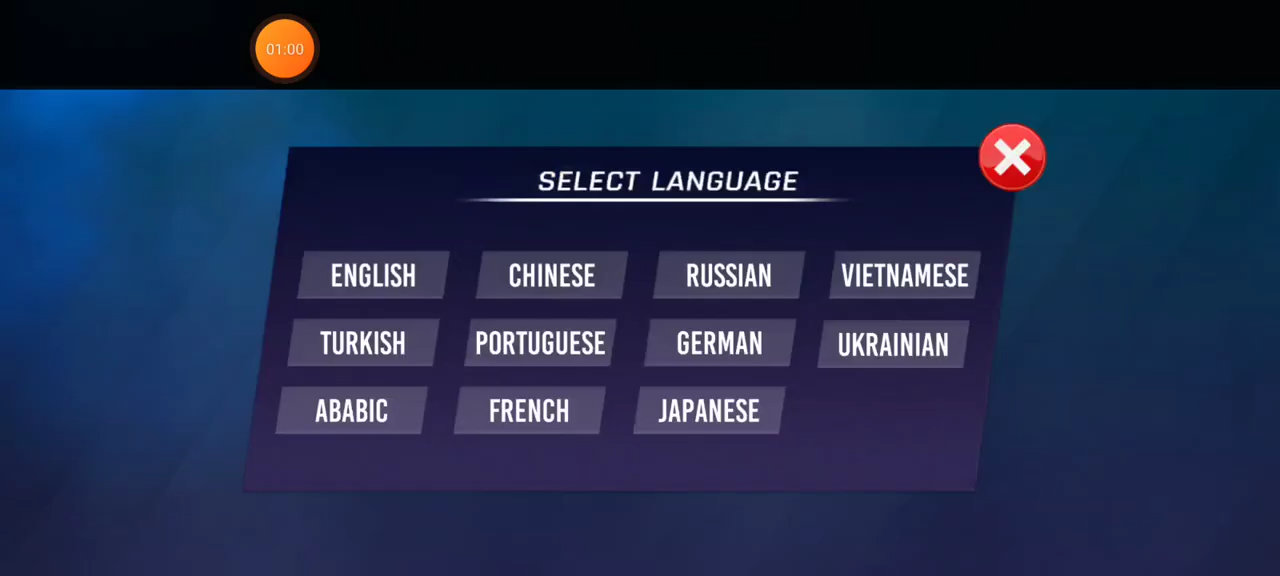 01:00
SELECT LANGUAGE
ENGLISH CHINESE RUSSIAN VIETNAMESE
TURKISH PORTUGUESE GERMAN UKRAINIAN
ABABIC FRENCH JAPANESE